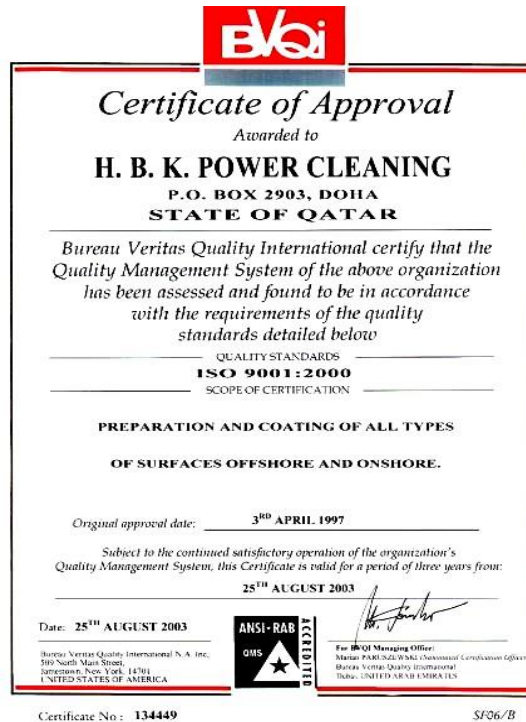 BVQi
Certificate of Approval
Awarded to
H. B. K. POWER CLEANING
P.O. BOX 2903, DOHA
STATE OF QATAR
Bureau Veritas Quality International certify that the
Quality Management System of the above organization
has been assessed and found to be in accordance
with the requirements of the quality
standards detailed below
QUALITY STANDARDS
ISO 9001:2000
SCOPE OF CERTIFICATION
PREPARATION AND COATING OF ALL TYPES
OF SURFACES OFFSHORE AND ONSHORE.
Original approval date: 3RD APRIL 1997
Subject to the continued satisfactory operation of the organization's
Quality Management System, this Certificate is valid for a period of three years from:
25TH AUGUST 2003
Date: 25TH AUGUST 2003
ANSI-RAB
QMS
ACCREDITED
Bureau Veritas Quality International N.A. Inc,
509 North Main Street,
Jamestown, New York, 14701
UNITED STATES OF AMERICA
For BVQI Managing Office:
Marian PARUSZEWSKI
Bureau Veritas Quality International
Dubai, UNITED ARAB EMIRATES
Certificate No : 134449
SF06/B